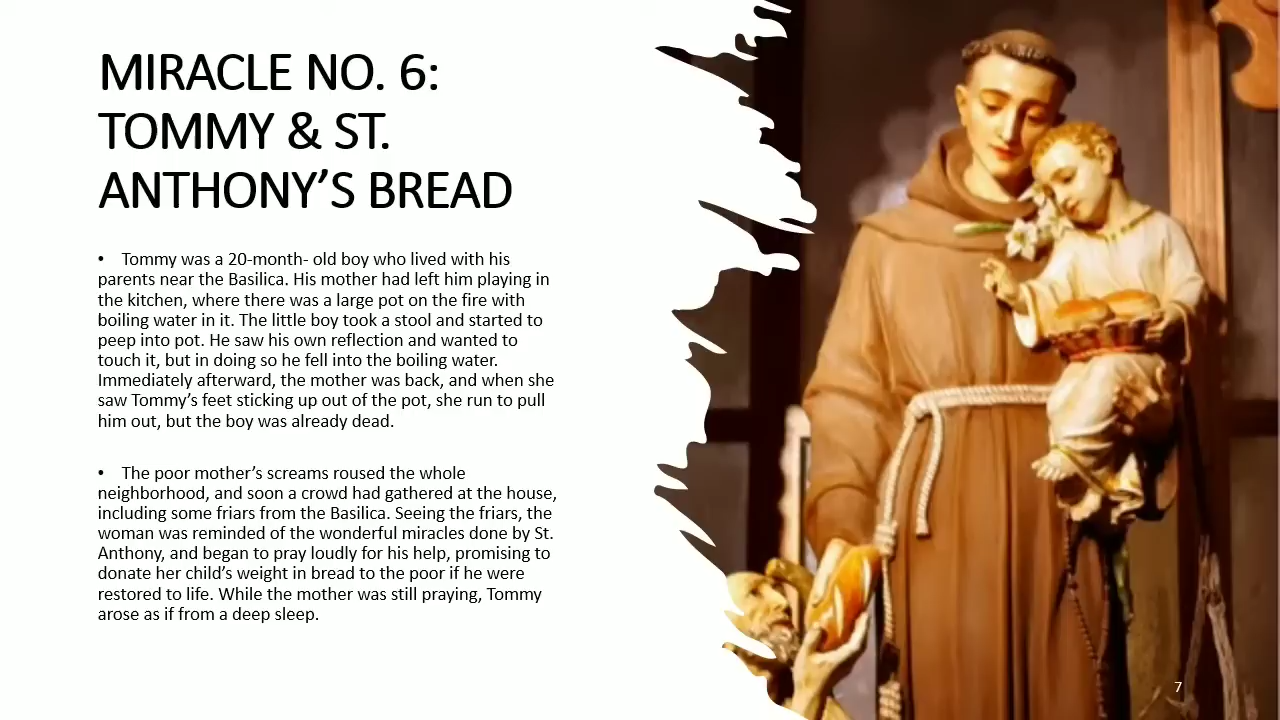 MIRACLE NO. 6:
TOMMY & ST.
ANTHONY’S BREAD
• Tommy was a 20-month- old boy who lived with his
parents near the Basilica. His mother had left him playing in
the kitchen, where there was a large pot on the fire with
boiling water in it. The little boy took a stool and started to
peep into pot. He saw his own reflection and wanted to
touch it, but in doing so he fell into the boiling water.
Immediately afterward, the mother was back, and when she
saw Tommy’s feet sticking up out of the pot, she run to pull
him out, but the boy was already dead.
• The poor mother’s screams roused the whole
neighborhood, and soon a crowd had gathered at the house,
including some friars from the Basilica. Seeing the friars, the
woman was reminded of the wonderful miracles done by St.
Anthony, and began to pray loudly for his help, promising to
donate her child’s weight in bread to the poor if he were
restored to life. While the mother was still praying, Tommy
arose as if from a deep sleep.
7